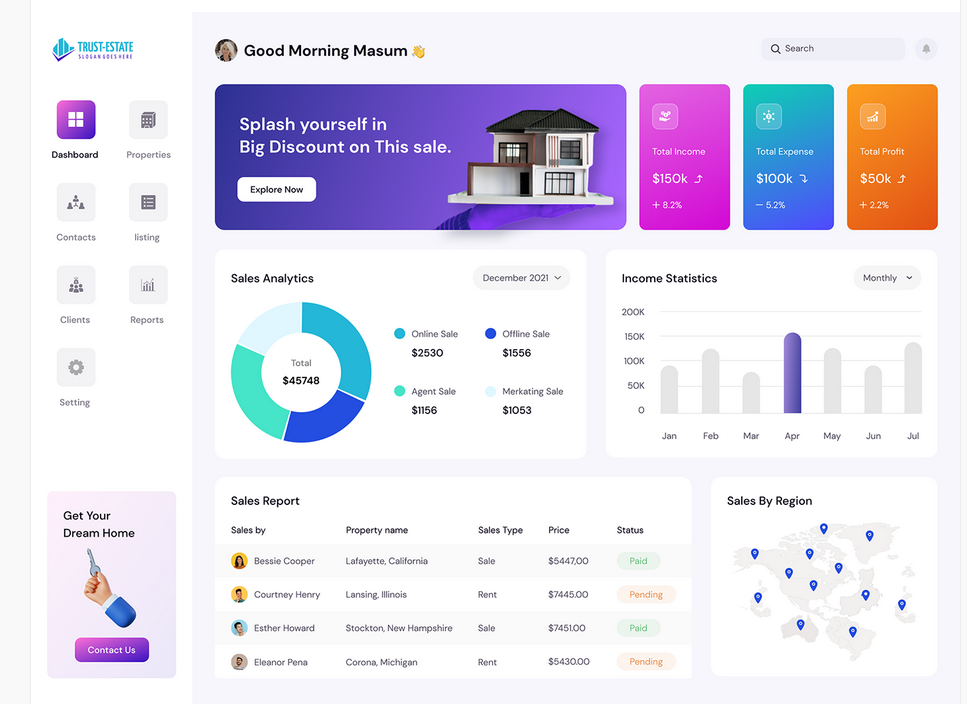 TRUST-ESTATE
SLOGAN GOES HERE
Dashboard
Properties
Contacts
listing
Clients
Reports
Setting
Get Your
Dream Home
Contact Us
Good Morning Masum 👋
Search
Splash yourself in
Big Discount on This sale.
Explore Now
Total Income
$150k
+ 8.2%
Total Expense
$100k
– 5.2%
Total Profit
$50k
+ 2.2%
Sales Analytics
December 2021
Total
$45748
Online Sale
$2530
Offline Sale
$1556
Agent Sale
$1156
Merkating Sale
$1053
Income Statistics
Monthly
200K
150K
100K
50K
0
Jan Feb Mar Apr May Jun Jul
Sales Report
Sales by Property name Sales Type Price Status
Bessie Cooper Lafayette, California Sale $5447,00 Paid
Courtney Henry Lansing, Illinois Rent $7445.00 Pending
Esther Howard Stockton, New Hampshire Sale $7451.00 Paid
Eleanor Pena Corona, Michigan Rent $5430.00 Pending
Sales By Region